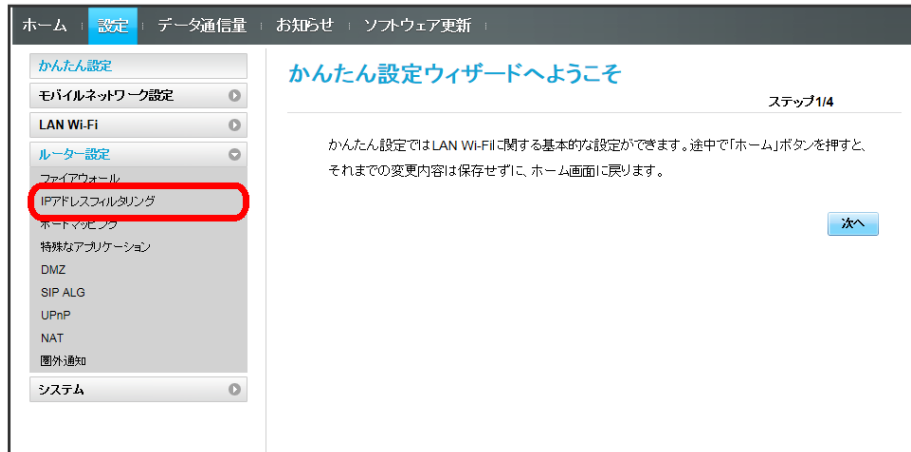 ホーム 設定 データ通信量 お知らせ ソフトウェア更新
かんたん設定
モバイルネットワーク設定
LAN Wi-Fi
ルーター設定
ファイアウォール
IPアドレスフィルタリング
ポートマッピング
特殊なアプリケーション
DMZ
SIP ALG
UPnP
NAT
圏外通知
システム
かんたん設定ウィザードへようこそ
ステップ1/4
かんたん設定ではLAN Wi-Fiに関する基本的な設定ができます。途中で「ホーム」ボタンを押すと、
それまでの変更内容は保存せずに、ホーム画面に戻ります。
次へ